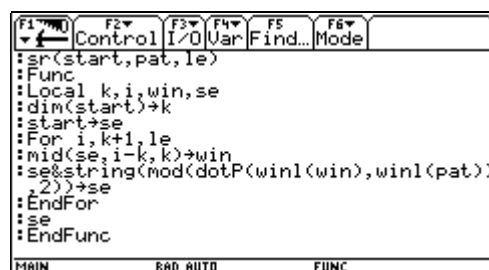 F1 F2 F3 F4 F5 F6
Control I/O Var Find… Mode
:sr(start,pat,le)
:Func
:Local k,i,win,se
:dim(start)→k
:start→se
:For i,k+1,le
:mid(se,i-k,k)→win
:se&string(mod(dotP(winl(win),winl(pat))
,2))→se
:EndFor
:se
:EndFunc
MAIN RAD AUTO FUNC